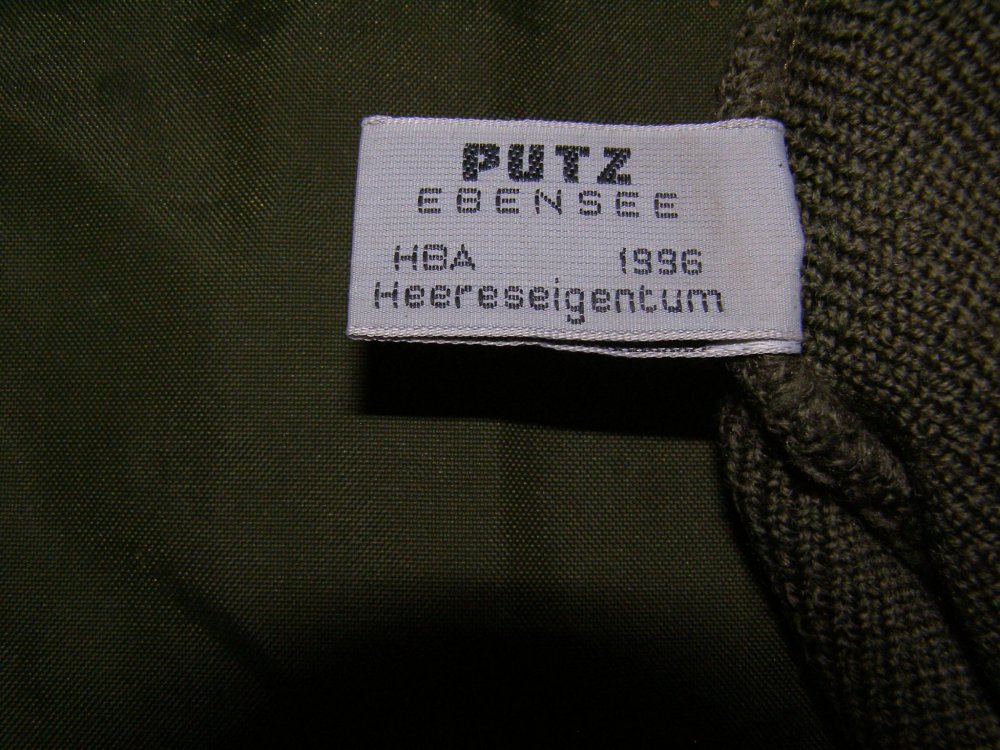 PUTZ
EBENSEE
HBA 1996
Heereseigentum